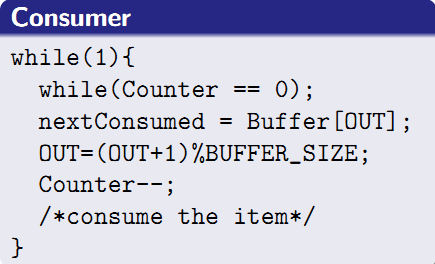 Consumer
while(1){
  while(Counter == 0);
  nextConsumed = Buffer[OUT];
  OUT=(OUT+1)%BUFFER_SIZE;
  Counter--;
  /*consume the item*/
}